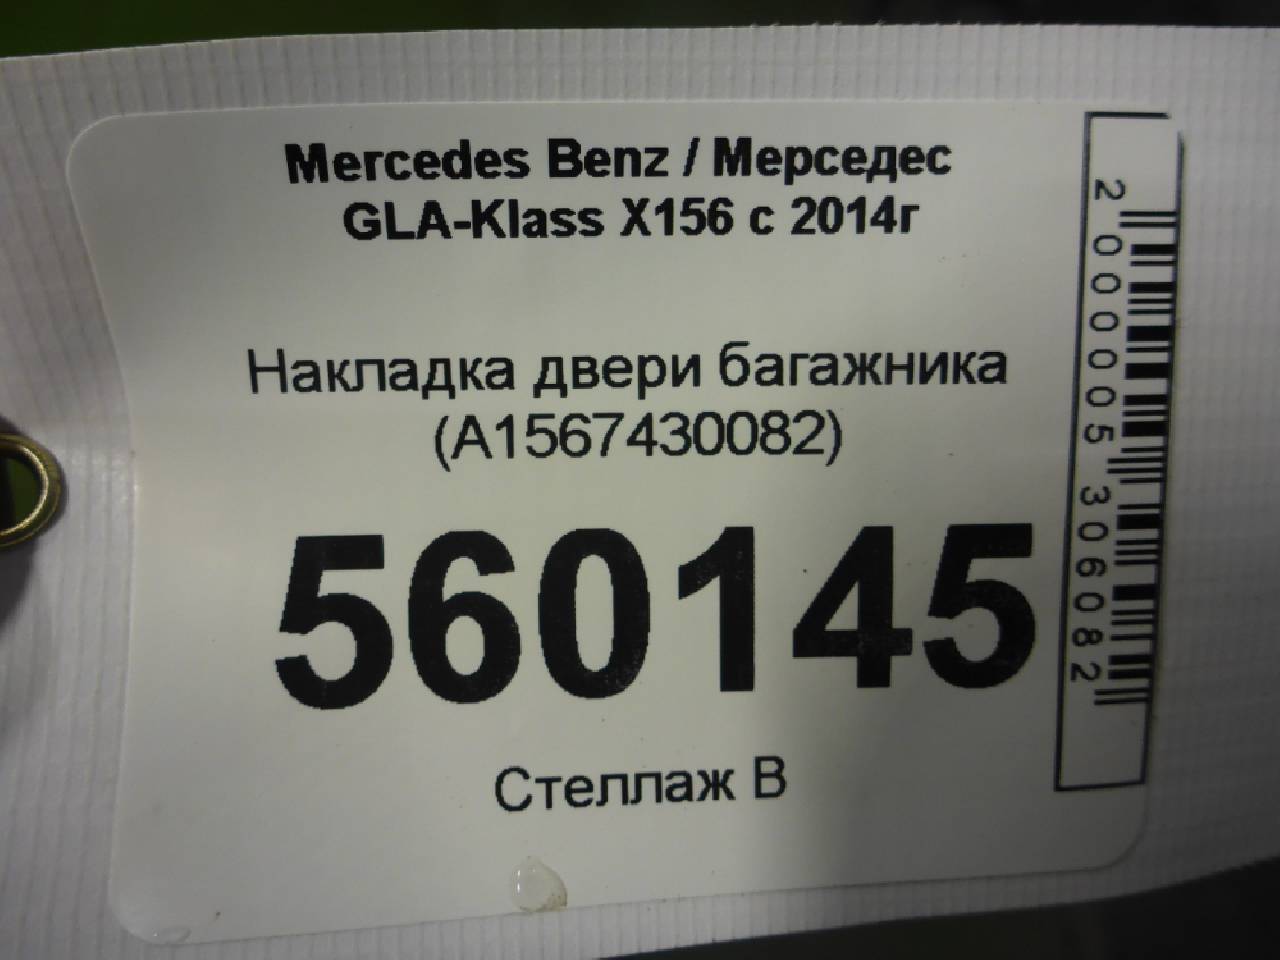 Mercedes Benz / Мерседес
GLA-Klass X156 с 2014г
Накладка двери багажника
(A1567430082)
560145
Стеллаж В
2000005306082